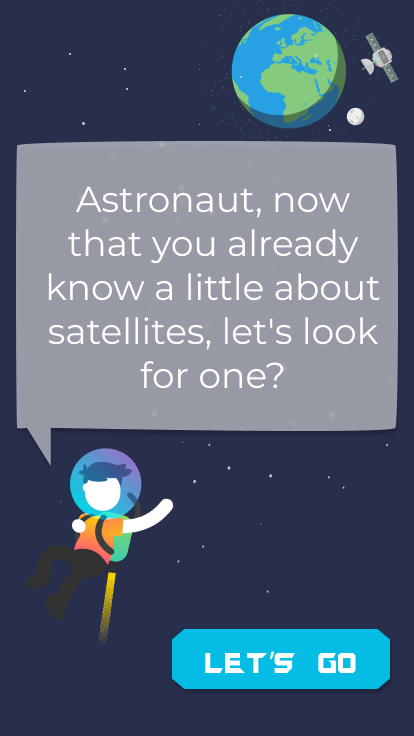 Astronaut, now
that you already
know a little about
satellites, let's look
for one?
LET'S GO